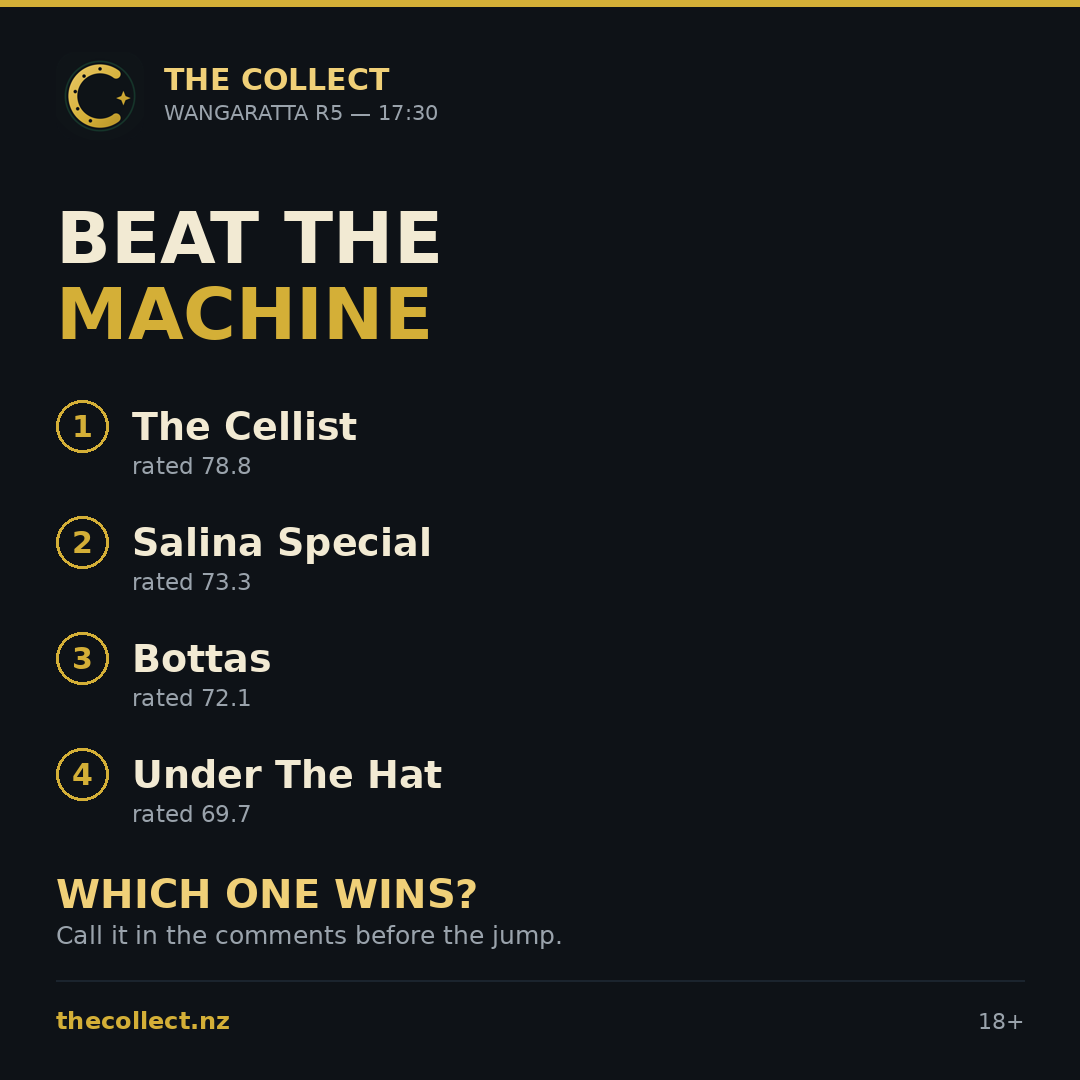 THE COLLECT
WANGARATTA R5 — 17:30
BEAT THE
MACHINE
1 The Cellist
rated 78.8
2 Salina Special
rated 73.3
3 Bottas
rated 72.1
4 Under The Hat
rated 69.7
WHICH ONE WINS?
Call it in the comments before the jump.
thecollect.nz 18+